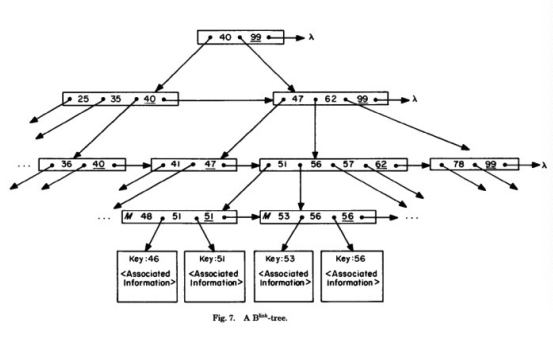 40 99 λ
25 35 40 47 62 99 λ
... 36 40 41 47 51 56 57 62 78 99 λ
... M 48 51 51 M 53 56 56 ...
Key:46 Key:51 Key:53 Key:56
<Associated Information> <Associated Information> <Associated Information> <Associated Information>
Fig. 7. A Blink-tree.